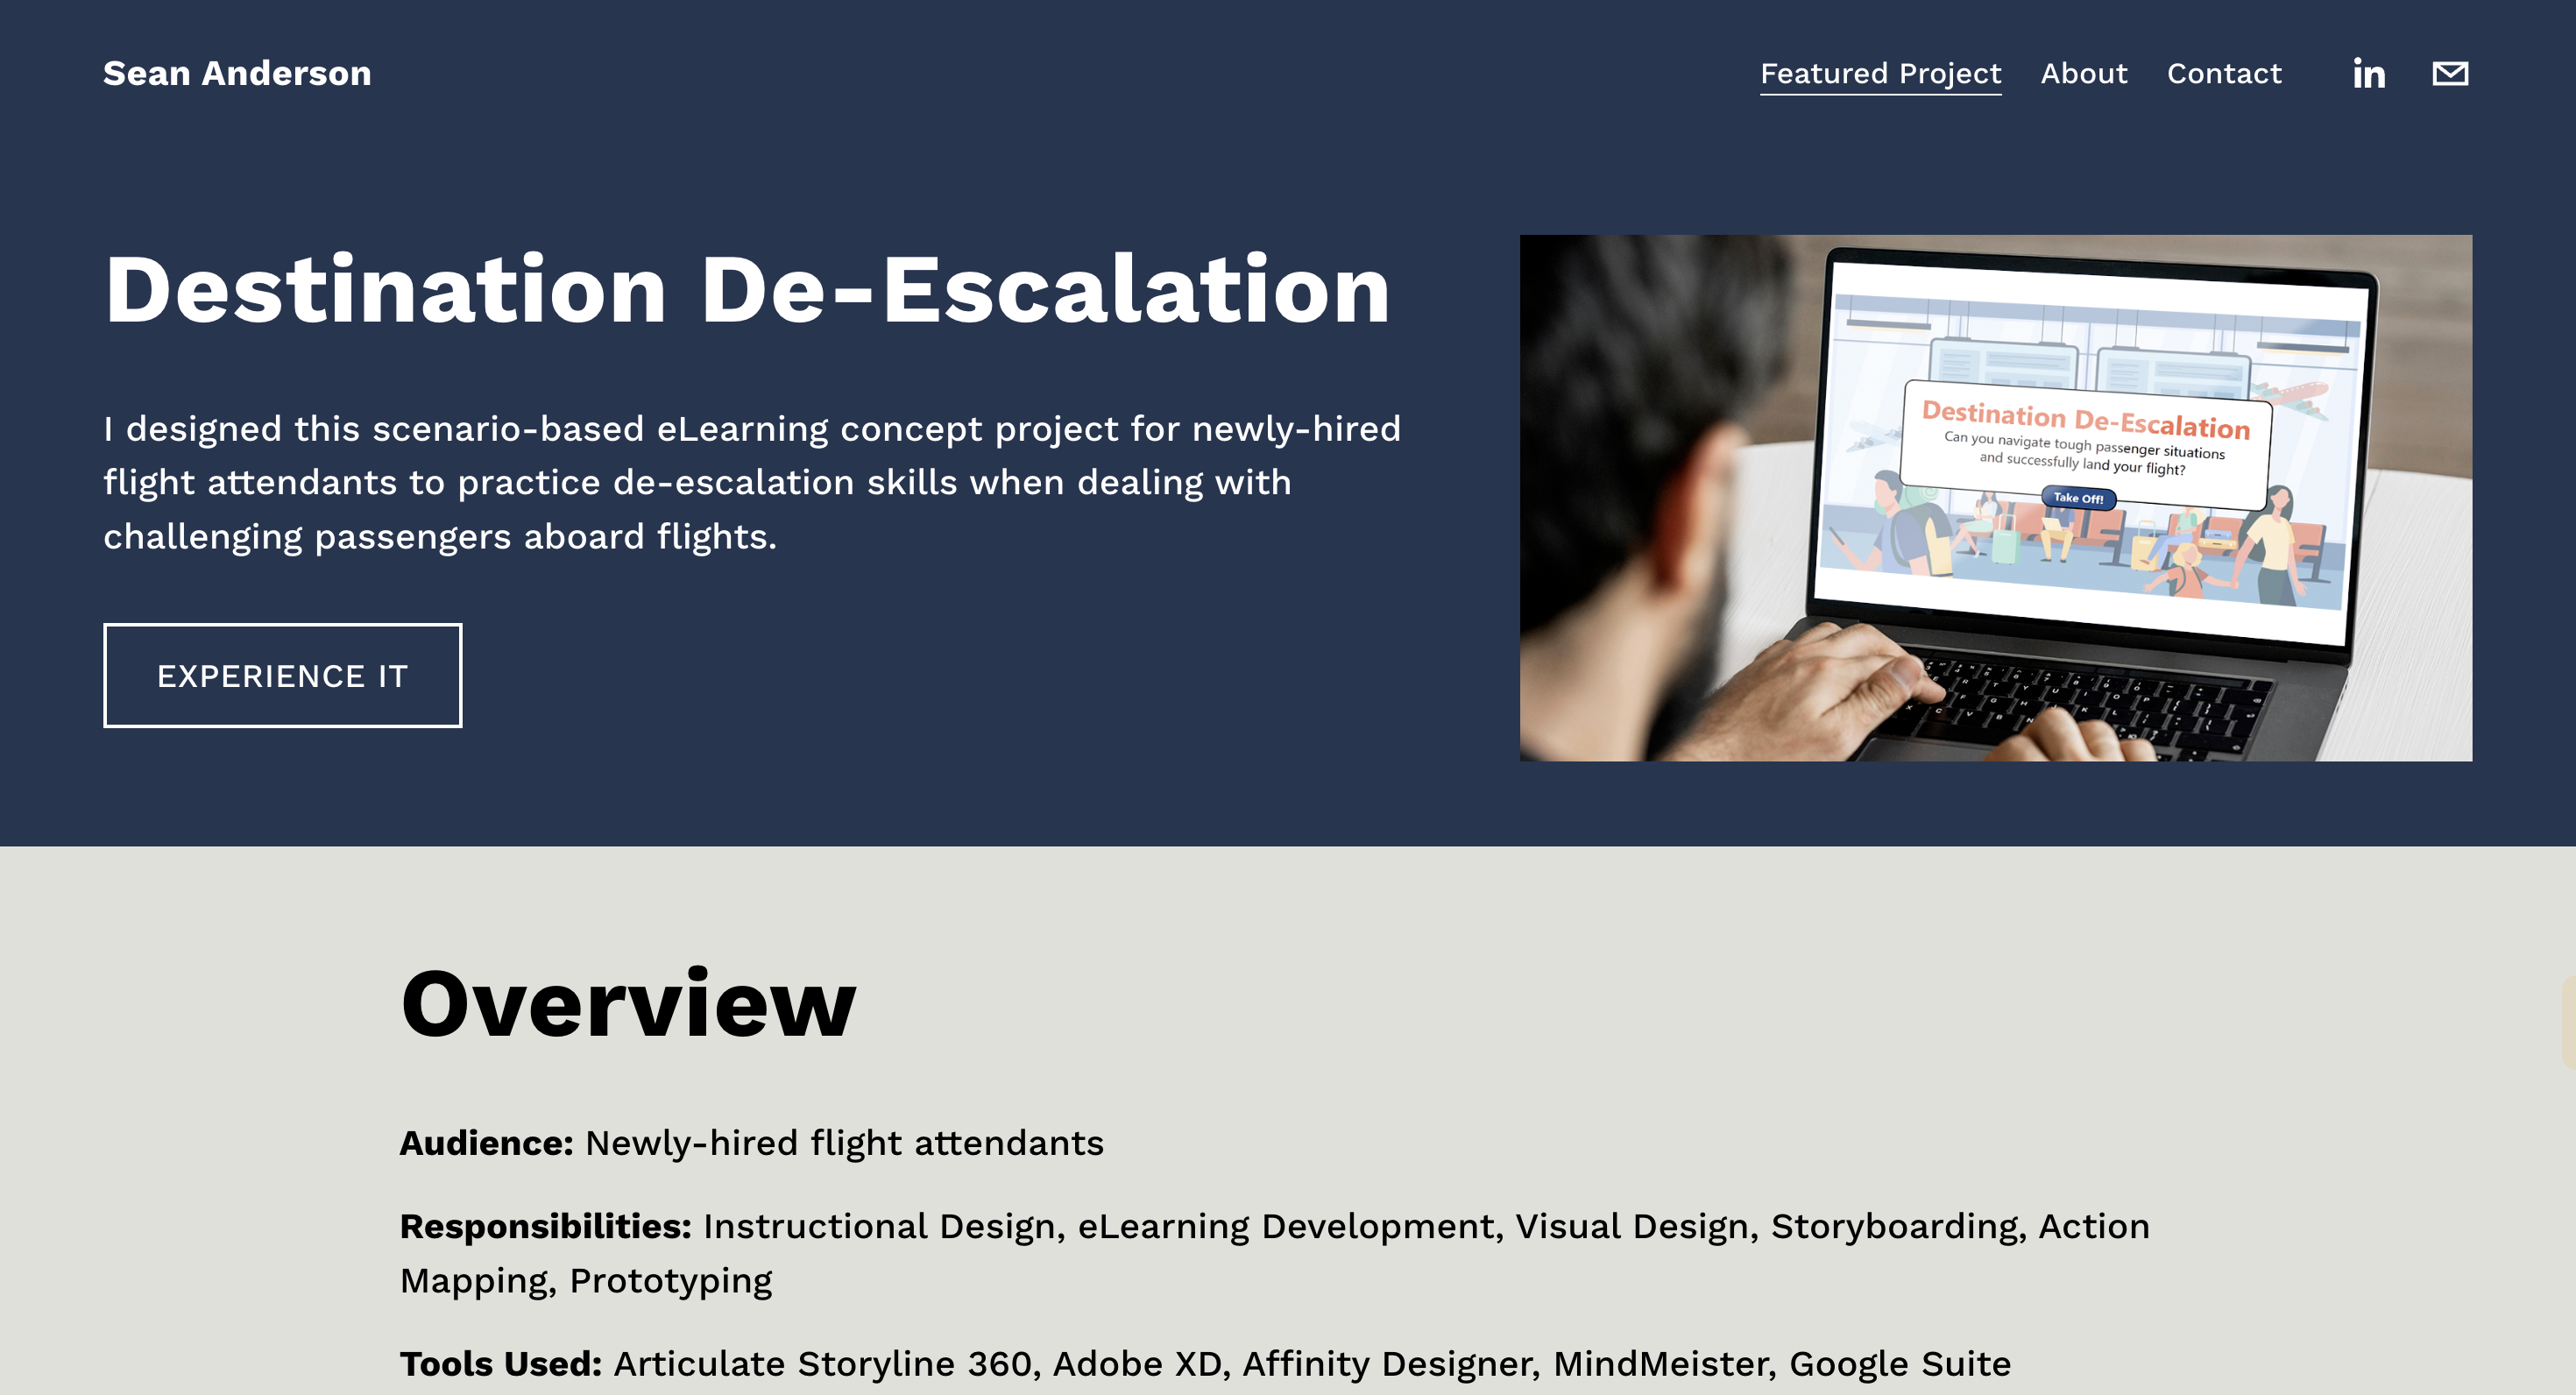 Sean Anderson
Featured Project
About
Contact
in
Destination De-Escalation
I designed this scenario-based eLearning concept project for newly-hired
flight attendants to practice de-escalation skills when dealing with
challenging passengers aboard flights.
EXPERIENCE IT
Destination De-Escalation
Can you navigate tough passenger situations
and successfully land your flight?
Take Off!
Overview
Audience: Newly-hired flight attendants
Responsibilities: Instructional Design, eLearning Development, Visual Design, Storyboarding, Action
Mapping, Prototyping
Tools Used: Articulate Storyline 360, Adobe XD, Affinity Designer, MindMeister, Google Suite